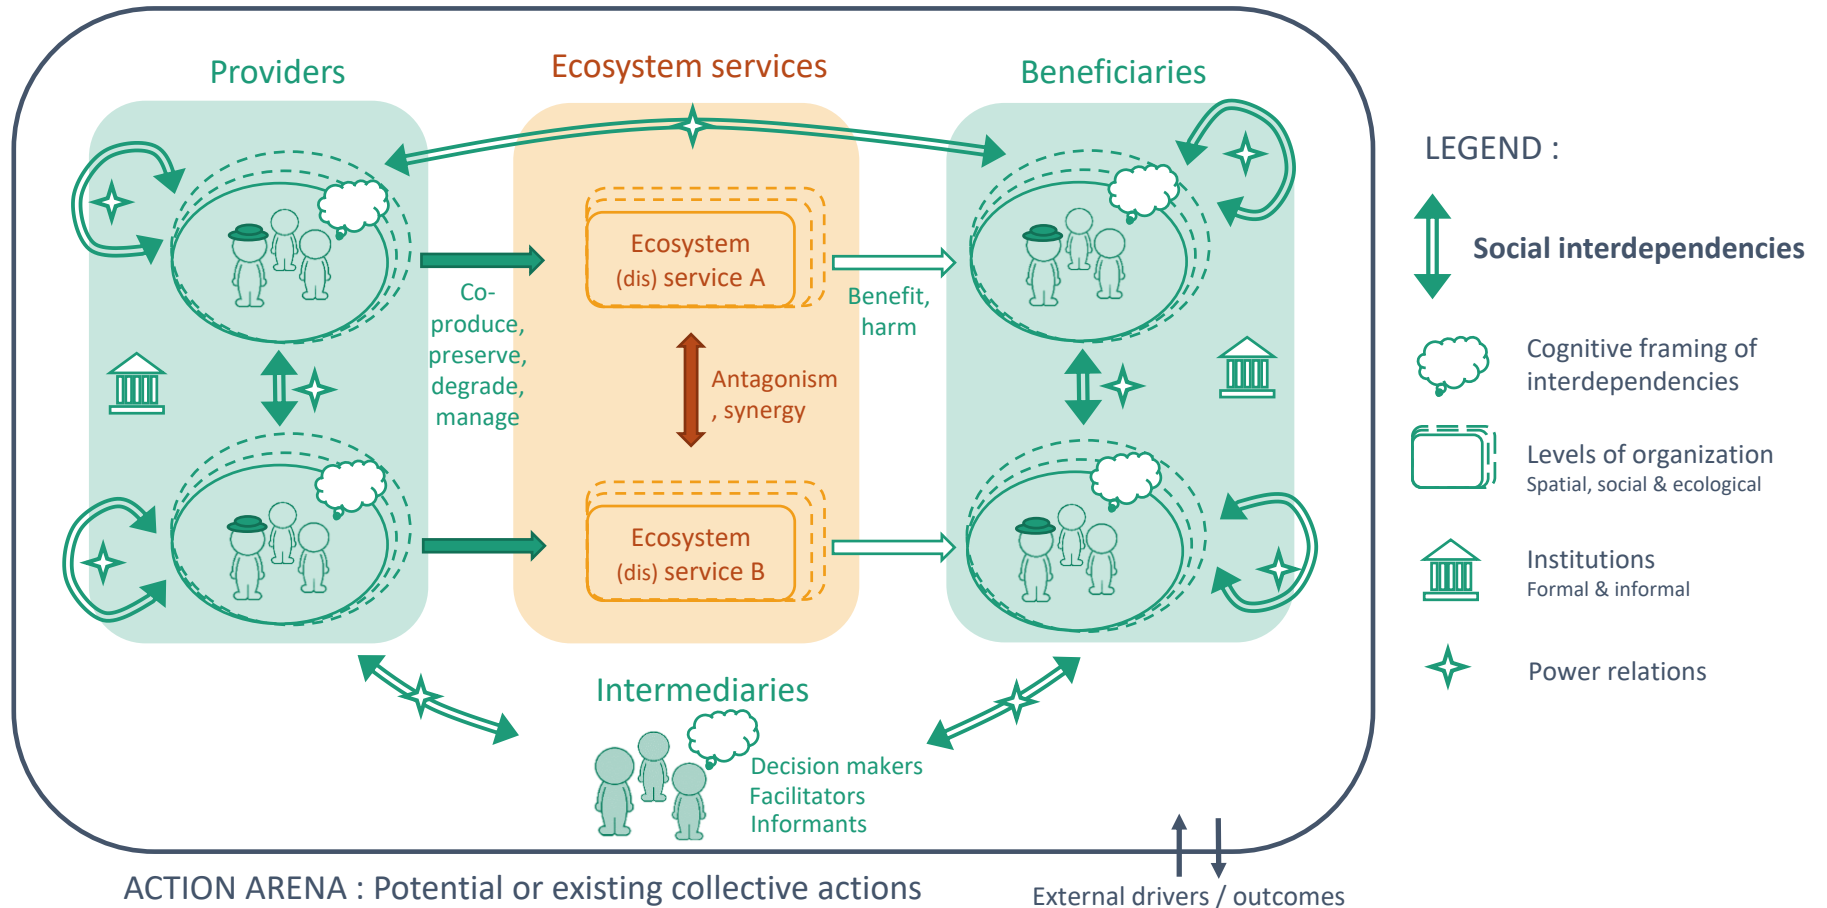 Providers
Ecosystem services
Beneficiaries
Ecosystem
(dis) service A
Co-
produce,
preserve,
degrade,
manage
Benefit,
harm
Antagonism
, synergy
Ecosystem
(dis) service B
Intermediaries
Decision makers
Facilitators
Informants
ACTION ARENA : Potential or existing collective actions
External drivers / outcomes
LEGEND :
Social interdependencies
Cognitive framing of
interdependencies
Levels of organization
Spatial, social & ecological
Institutions
Formal & informal
Power relations